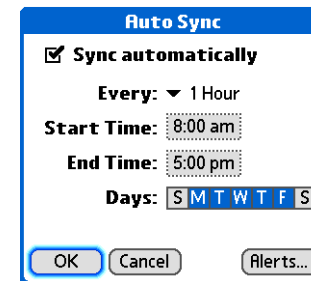 Auto Sync
Sync automatically
Every: 1 Hour
Start Time: 8:00 am
End Time: 5:00 pm
Days: S M T W T F S
OK Cancel Alerts...